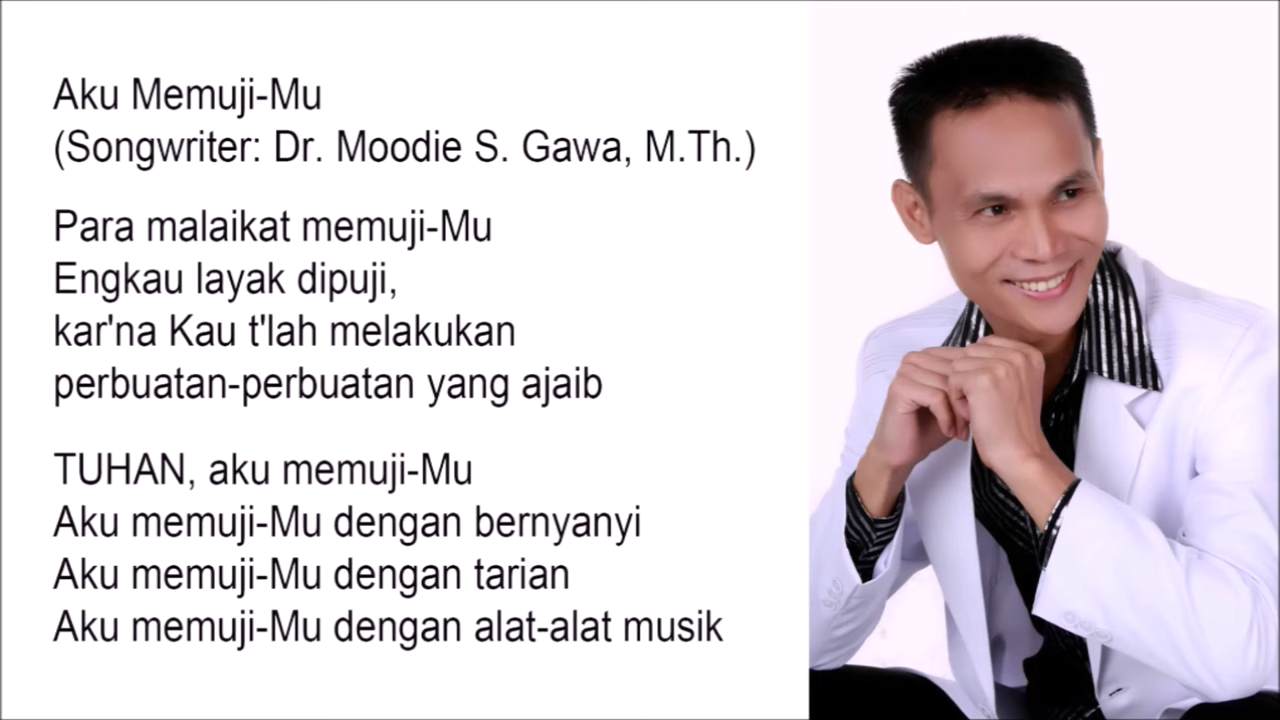 Aku Memuji-Mu
(Songwriter: Dr. Moodie S. Gawa, M.Th.)
Para malaikat memuji-Mu
Engkau layak dipuji,
kar'na Kau t'lah melakukan
perbuatan-perbuatan yang ajaib
TUHAN, aku memuji-Mu
Aku memuji-Mu dengan bernyanyi
Aku memuji-Mu dengan tarian
Aku memuji-Mu dengan alat-alat musik